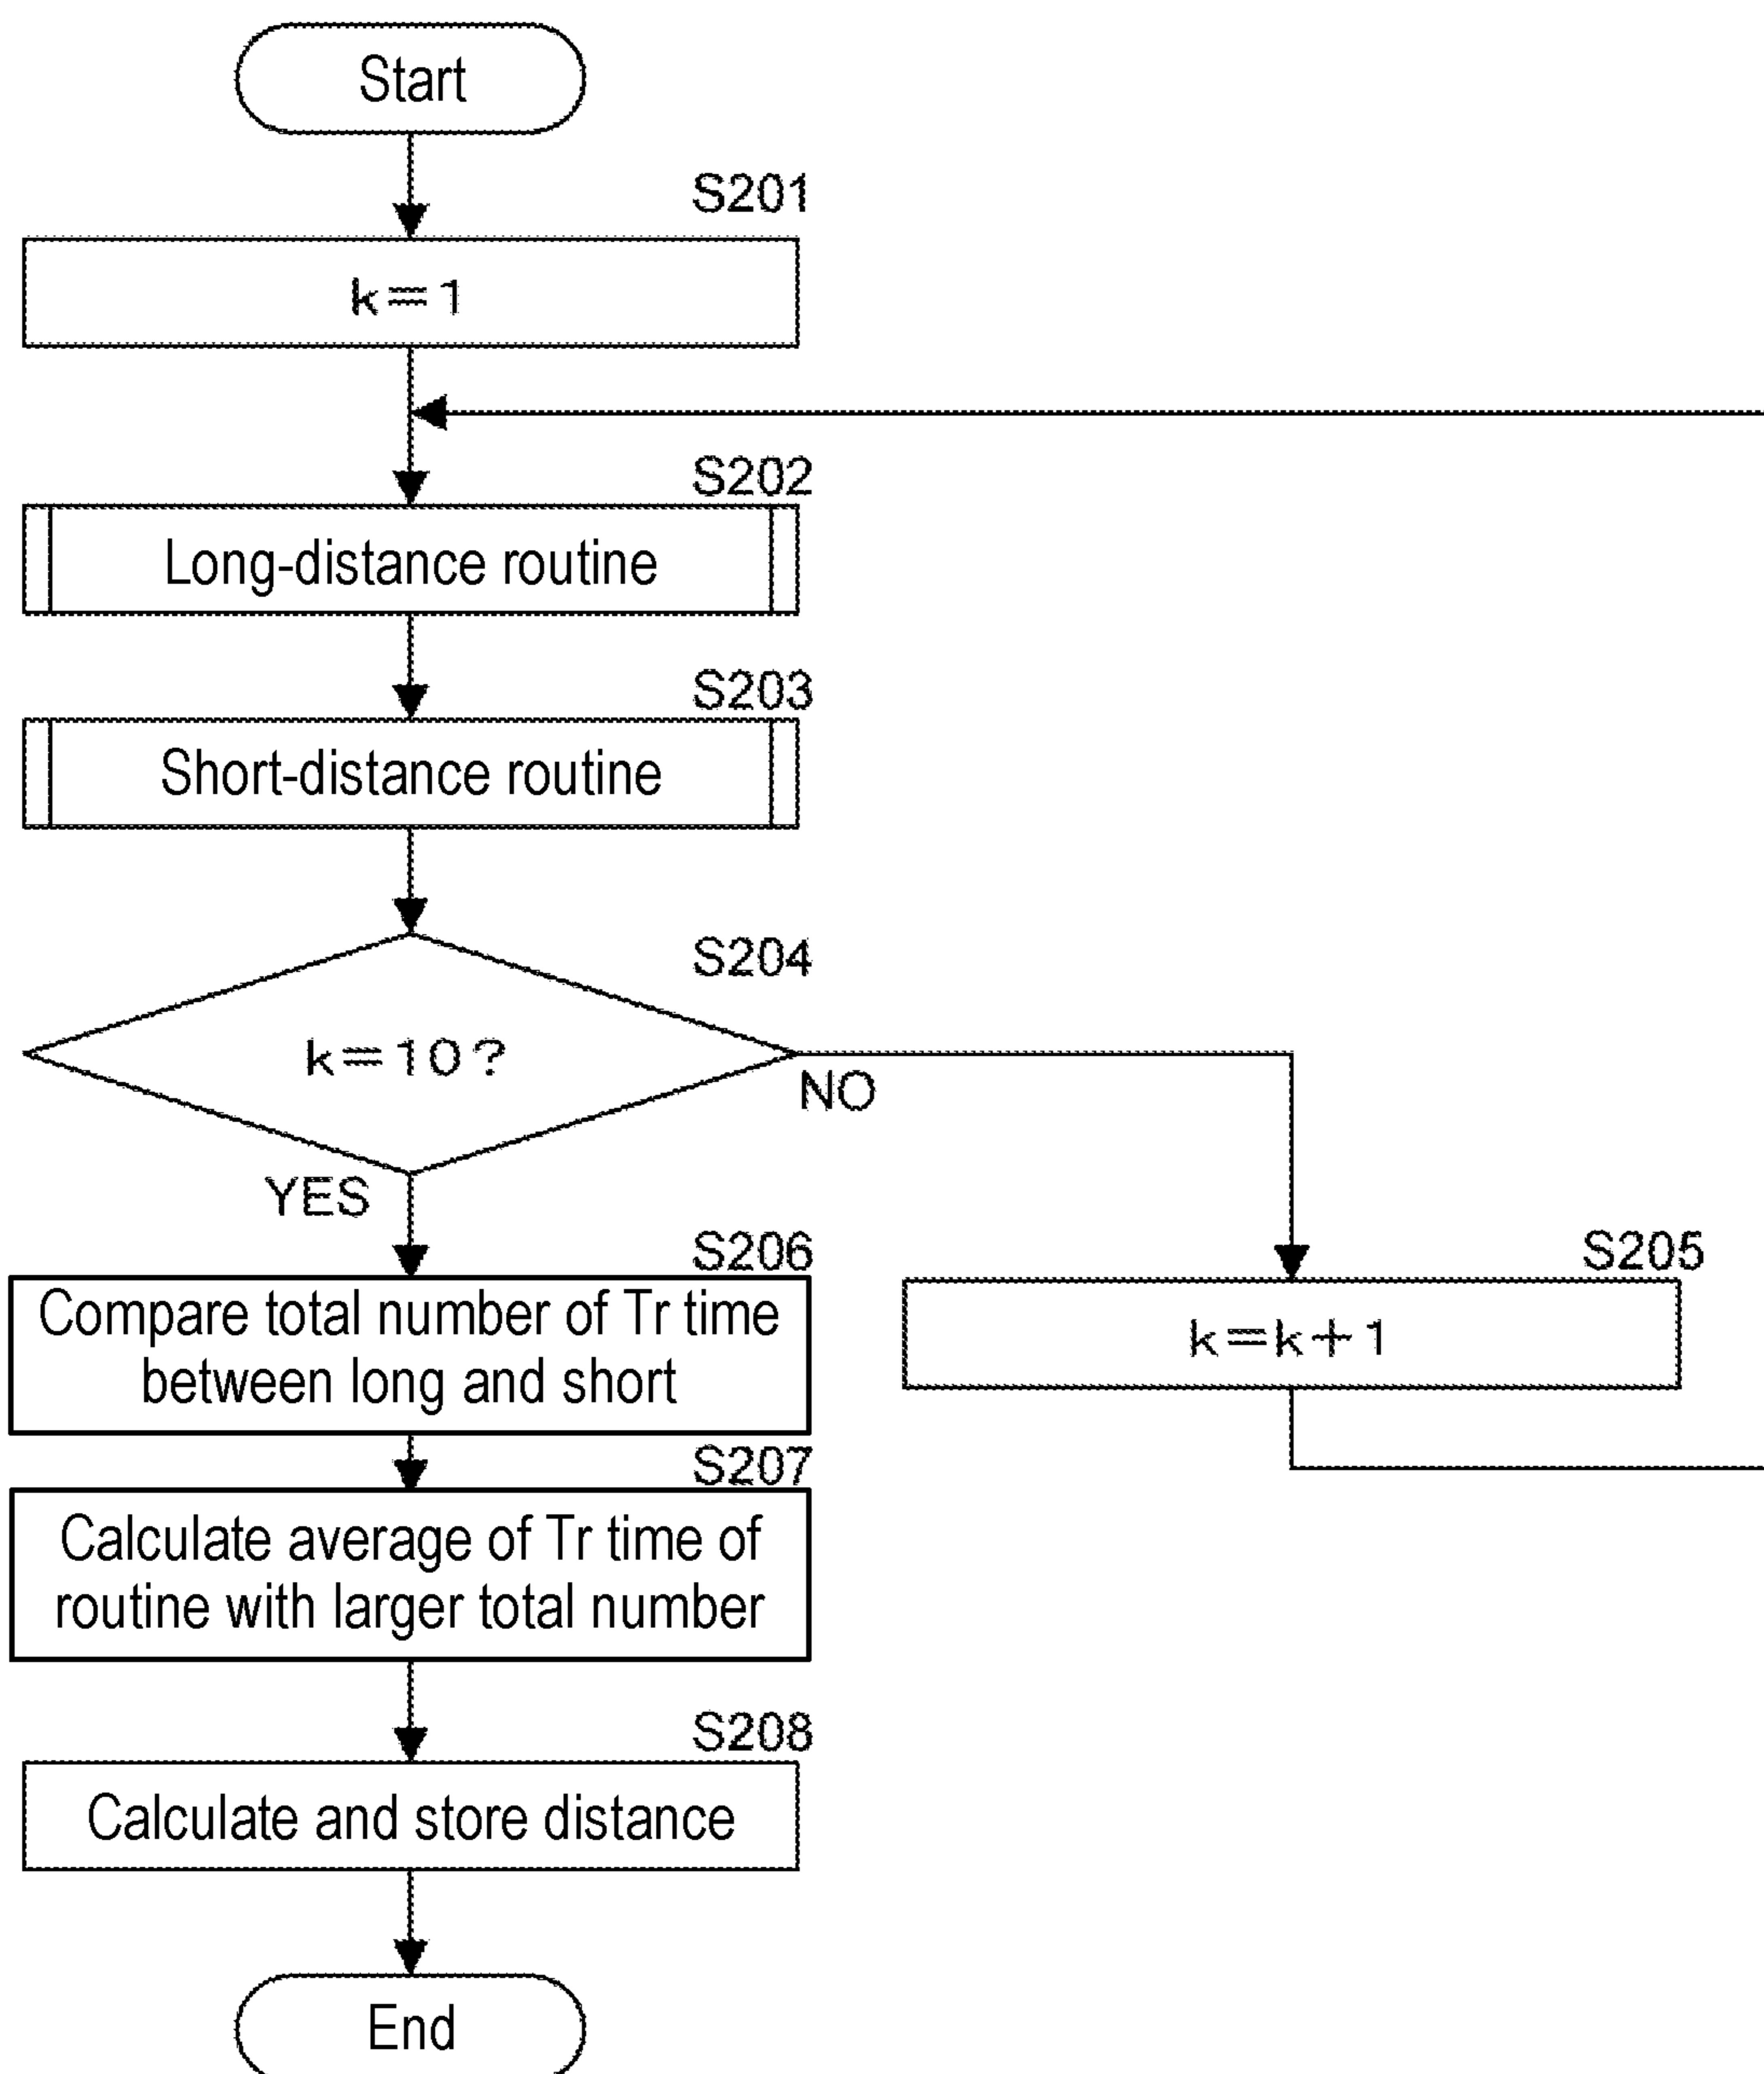 Start
S201
k=1
S202
Long-distance routine
S203
Short-distance routine
S204
k=10?
NO
YES
S206
Compare total number of Tr time
between long and short
S205
k=k+1
S207
Calculate average of Tr time of
routine with larger total number
S208
Calculate and store distance
End